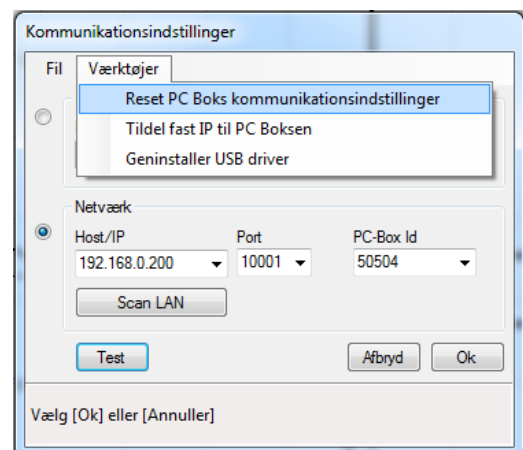 Kommunikationsindstillinger
Fil Værktøjer
Reset PC Boks kommunikationsindstillinger
Tildel fast IP til PC Boksen
Geninstaller USB driver
Netværk
Host/IP Port PC-Box Id
192.168.0.200 10001 50504
Scan LAN
Test Afbryd Ok
Vælg [Ok] eller [Annuller]